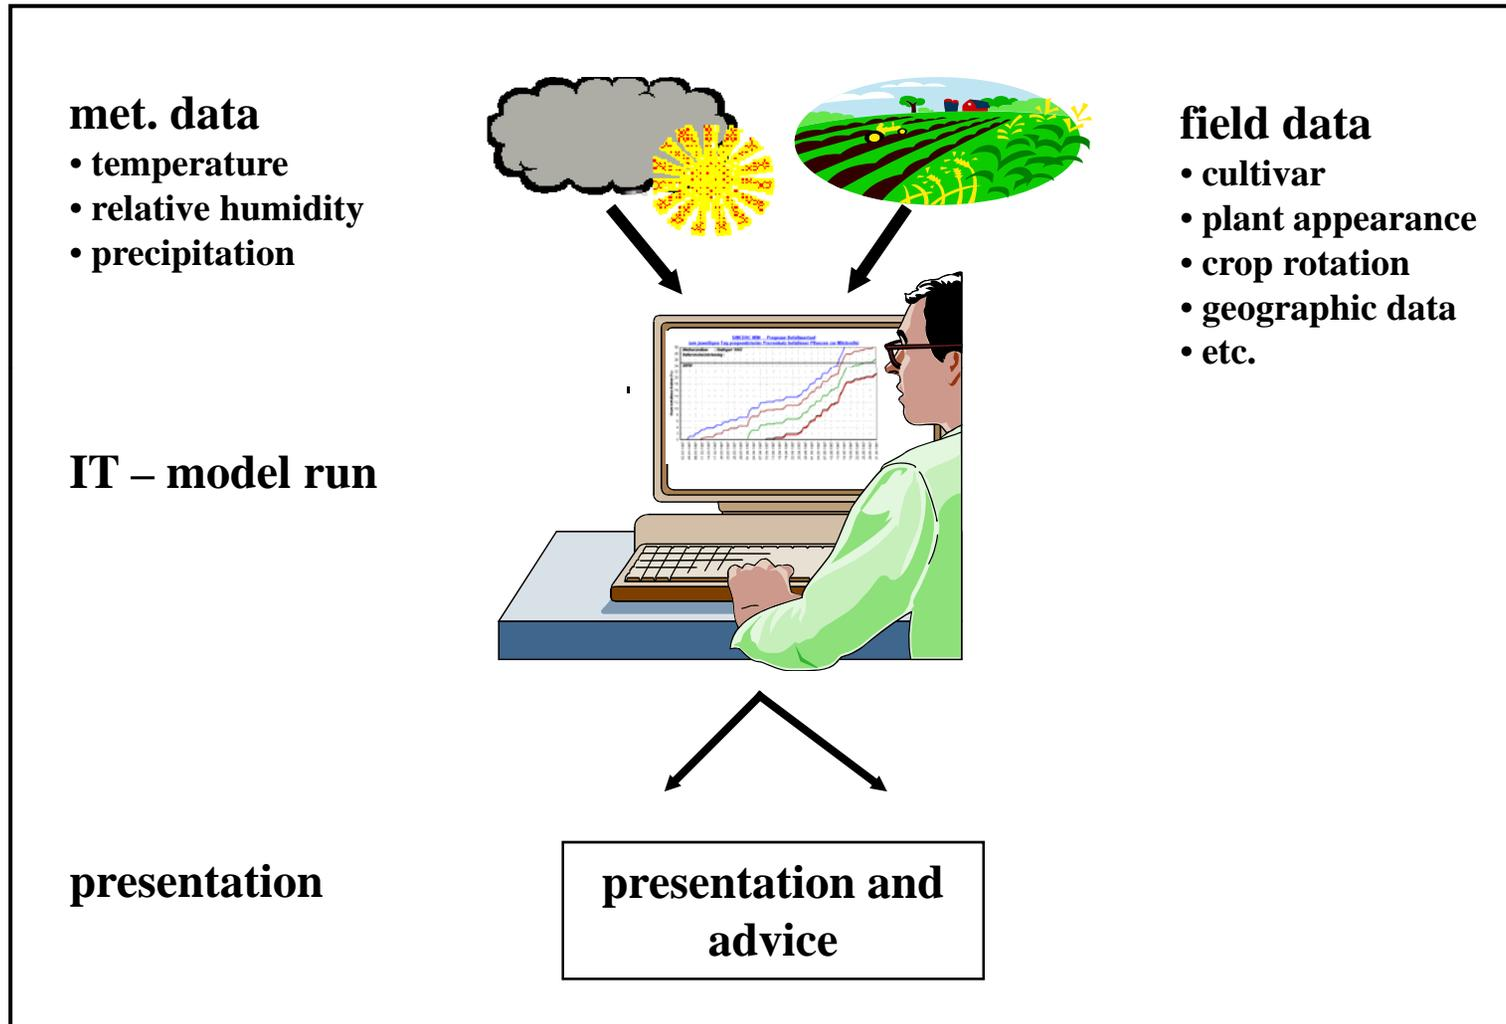 met. data
• temperature
• relative humidity
• precipitation
field data
• cultivar
• plant appearance
• crop rotation
• geographic data
• etc.
IT – model run
presentation
presentation and
advice